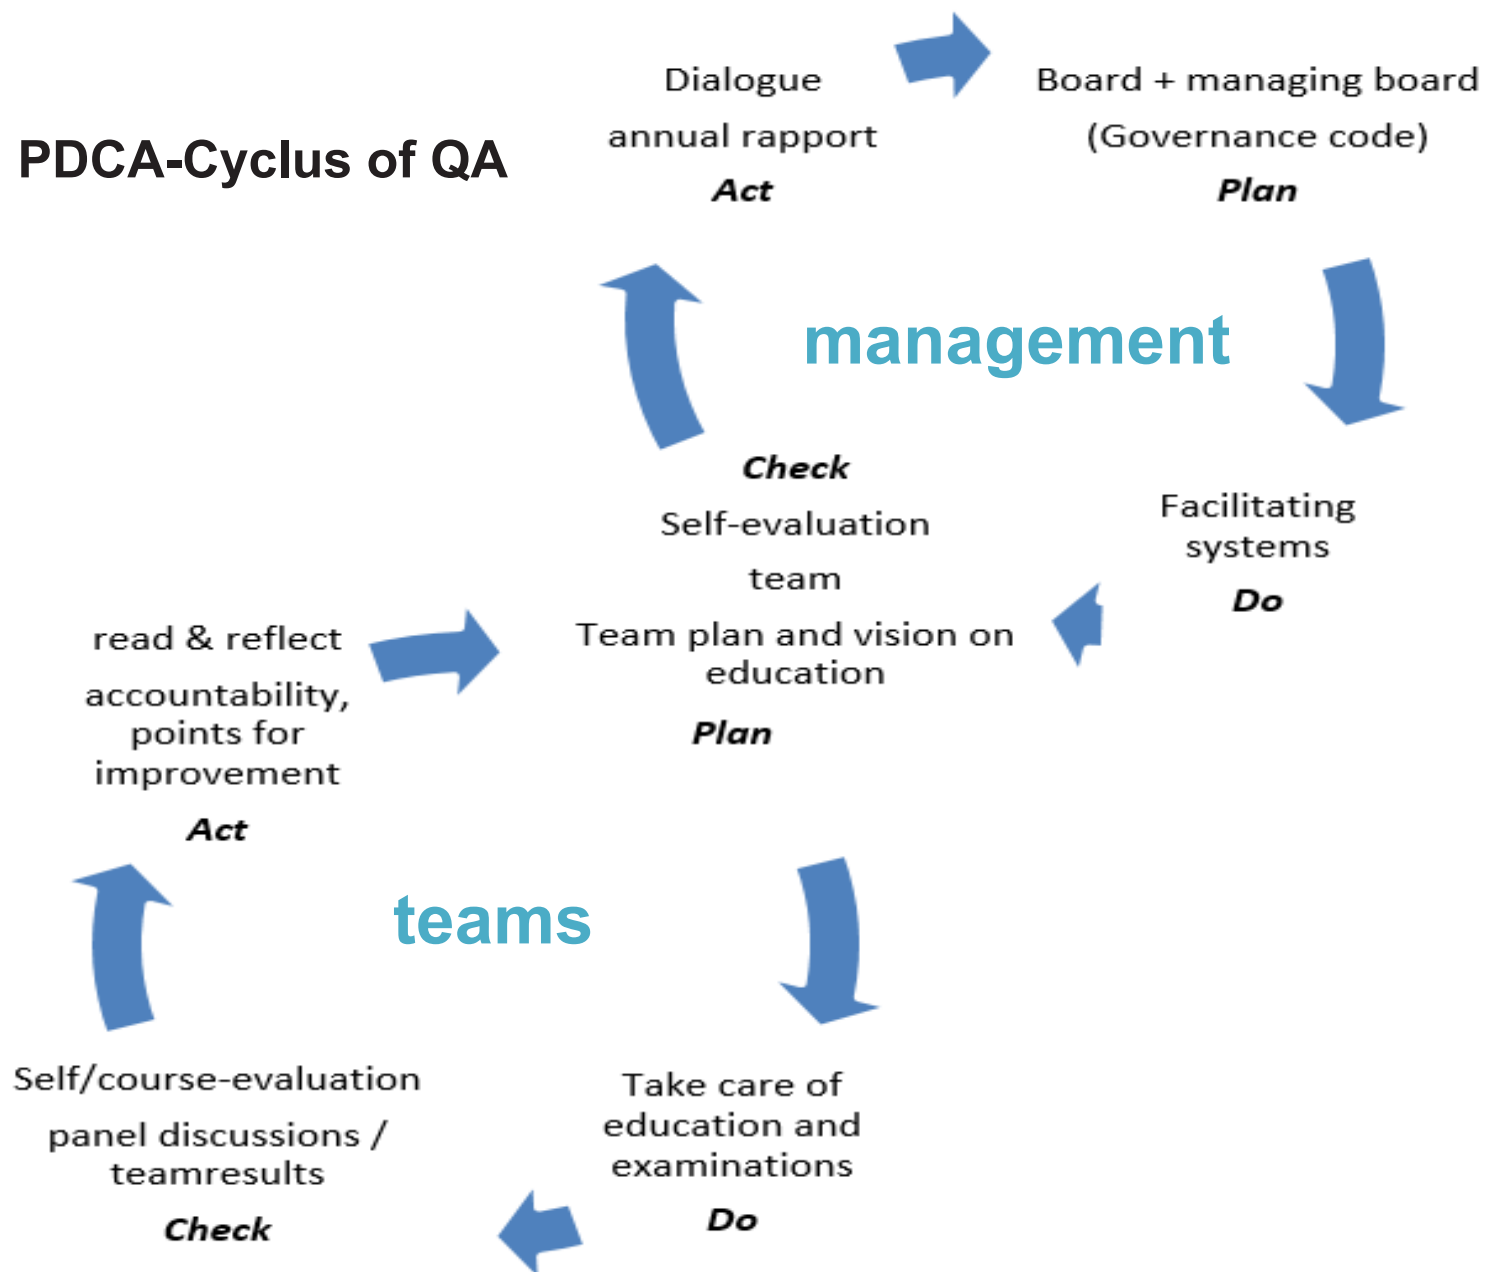 PDCA-Cyclus of QA
Dialogue
annual rapport
Act
Board + managing board
(Governance code)
Plan
management
Check
Self-evaluation
team
Team plan and vision on
education
Plan
Facilitating
systems
Do
read & reflect
accountability,
points for
improvement
Act
teams
Self/course-evaluation
panel discussions /
teamresults
Check
Take care of
education and
examinations
Do